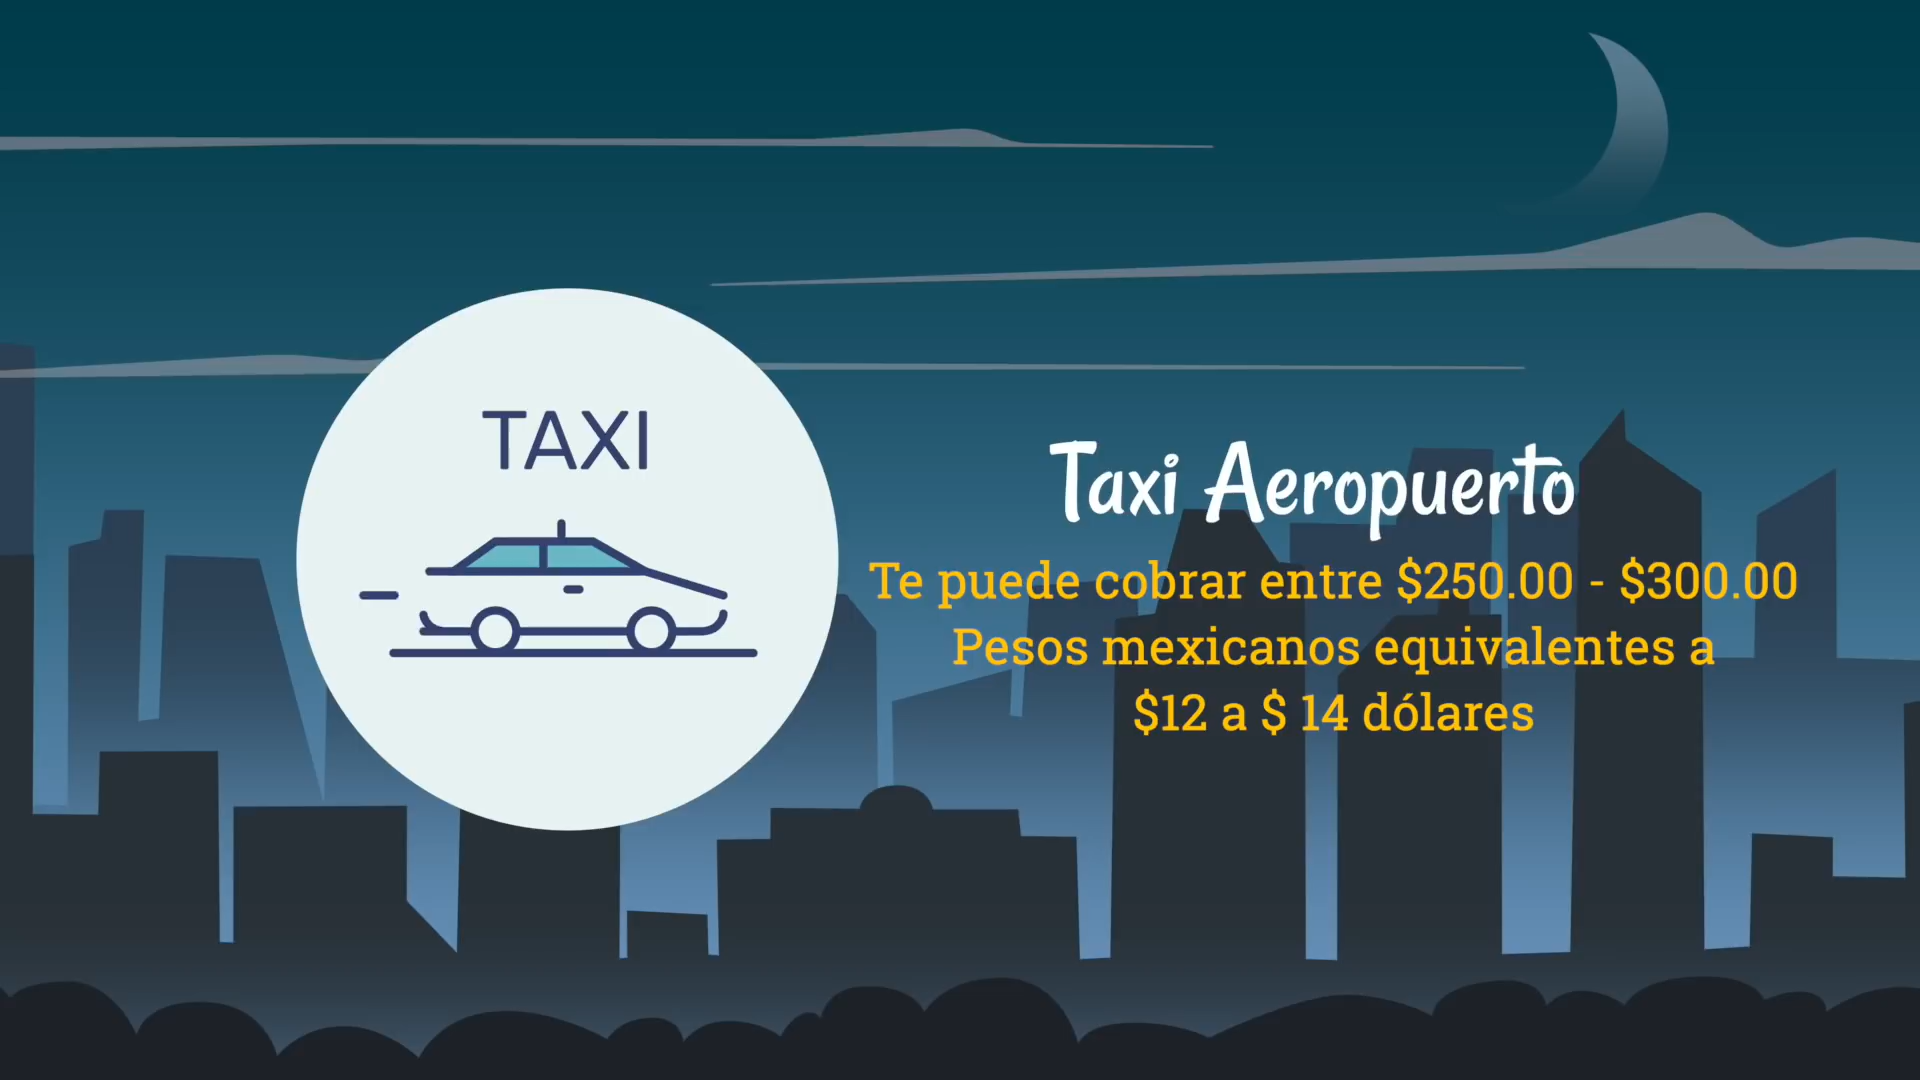 TAXI
Taxi Aeropuerto
Te puede cobrar entre $250.00 - $300.00
Pesos mexicanos equivalentes a
$12 a $ 14 dólares